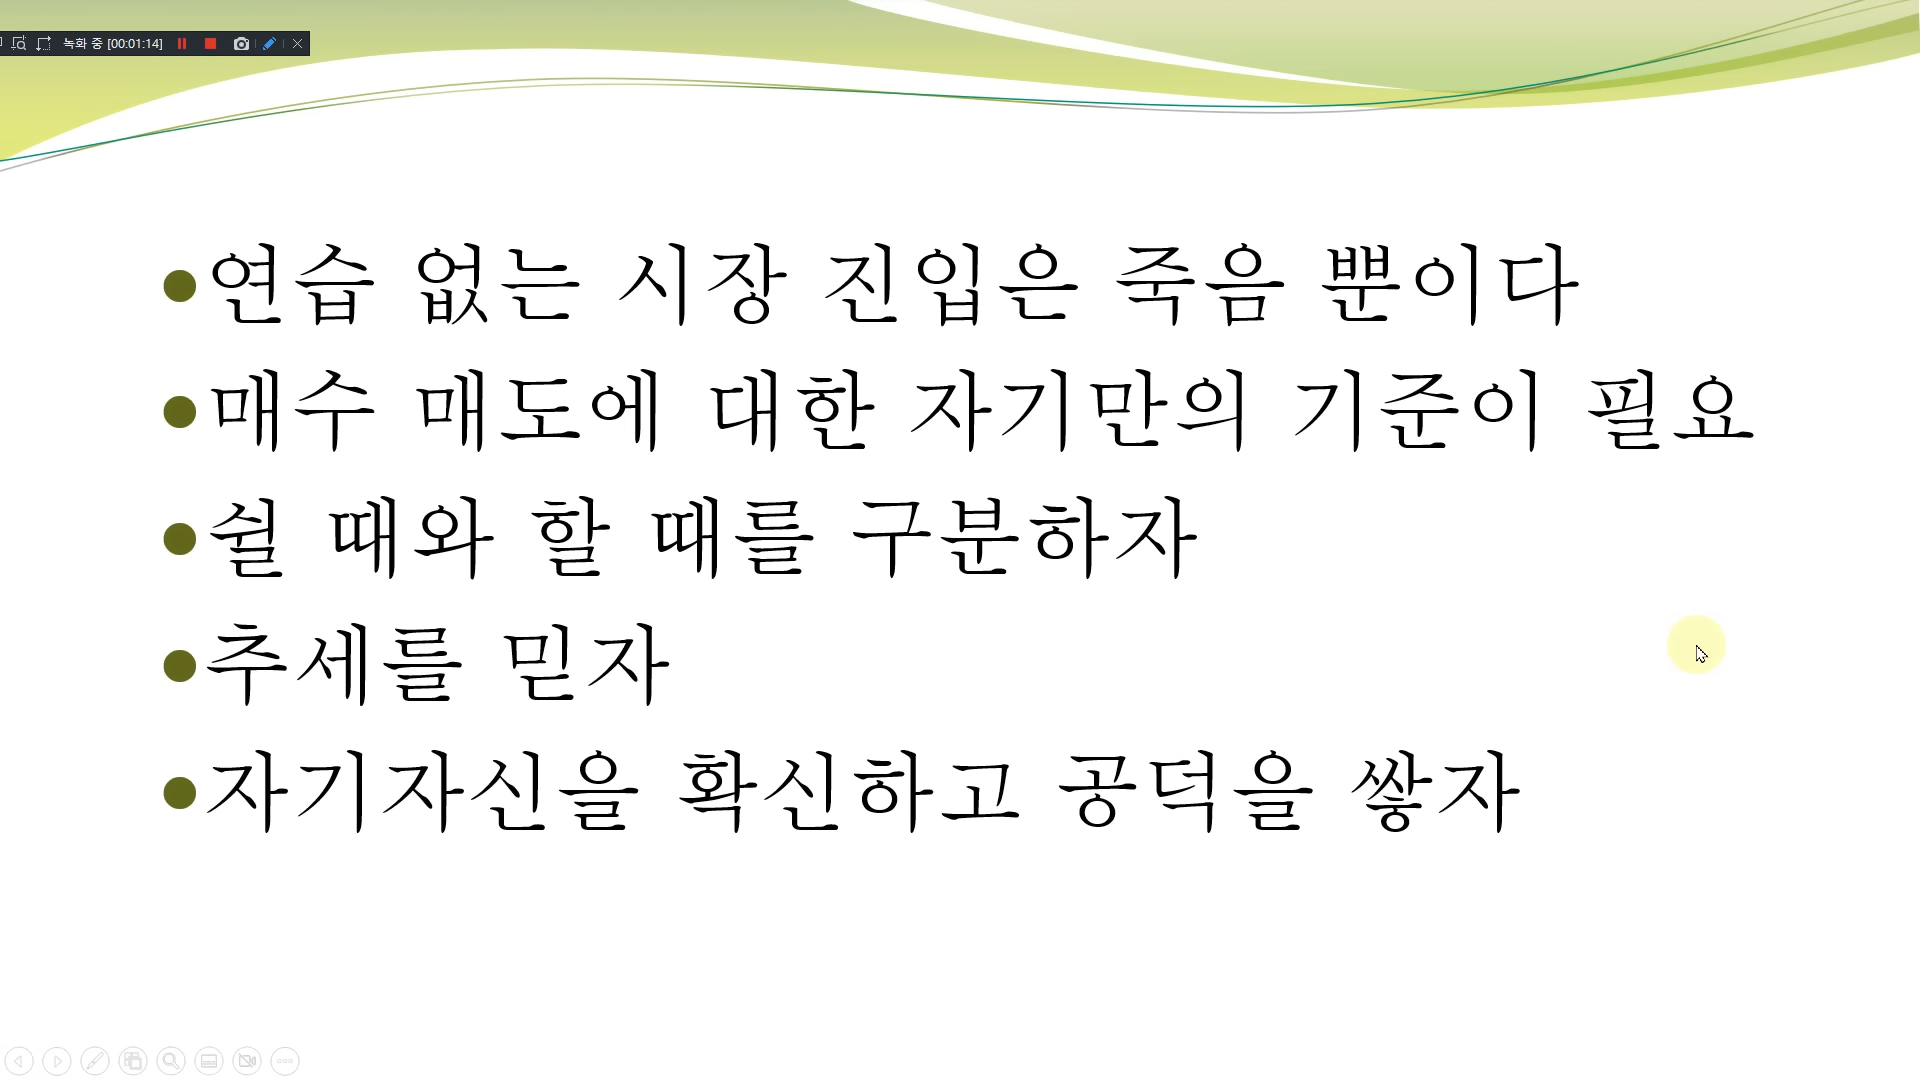 녹화 중 [00:01:14]
연습 없는 시장 진입은 죽음 뿐이다
매수 매도에 대한 자기만의 기준이 필요
쉴 때와 할 때를 구분하자
추세를 믿자
자기자신을 확신하고 공덕을 쌓자